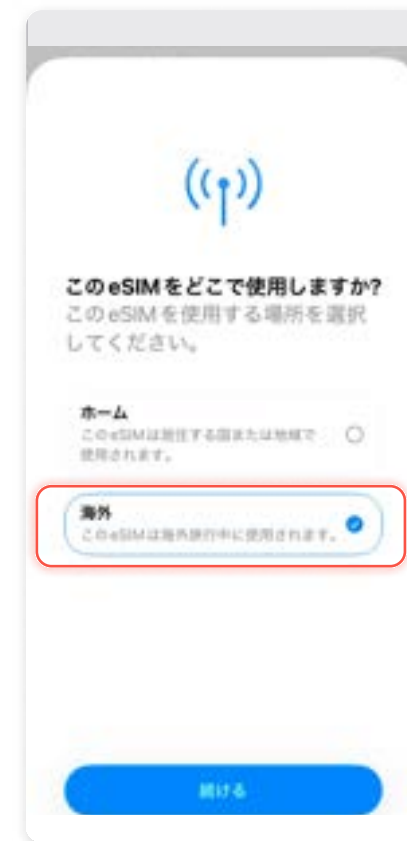 このeSIMをどこで使用しますか?
このeSIMを使用する場所を選択
してください。
ホーム
このeSIMは居住する国または地域で
使用されます。
海外
このeSIMは海外旅行中に使用されます。
続ける